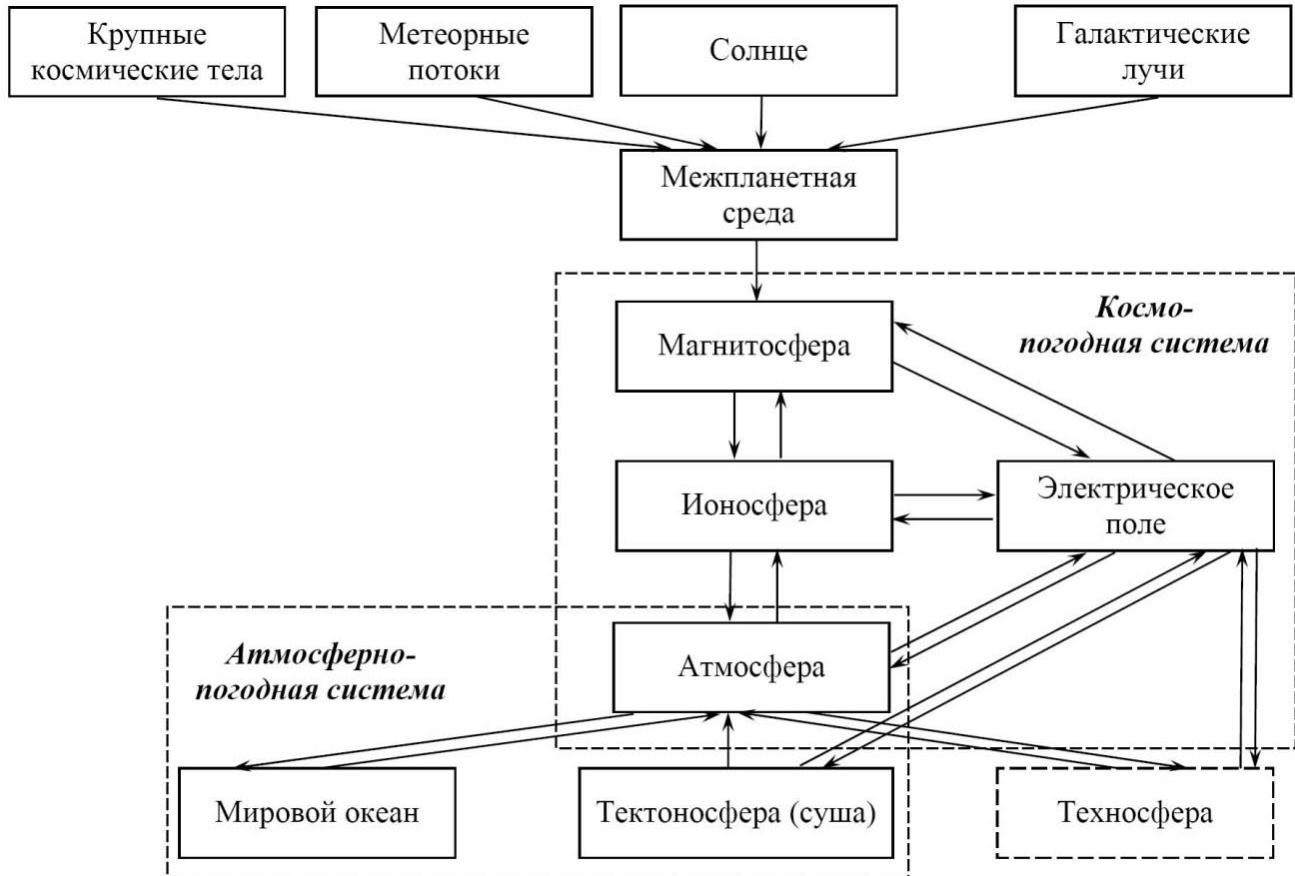 Крупные
космические тела
Метеорные
потоки
Солнце
Галактические
лучи
Межпланетная
среда
Магнитосфера
Космо-
погодная система
Ионосфера
Электрическое
поле
Атмосферно-
погодная система
Атмосфера
Мировой океан
Тектоносфера (суша)
Техносфера